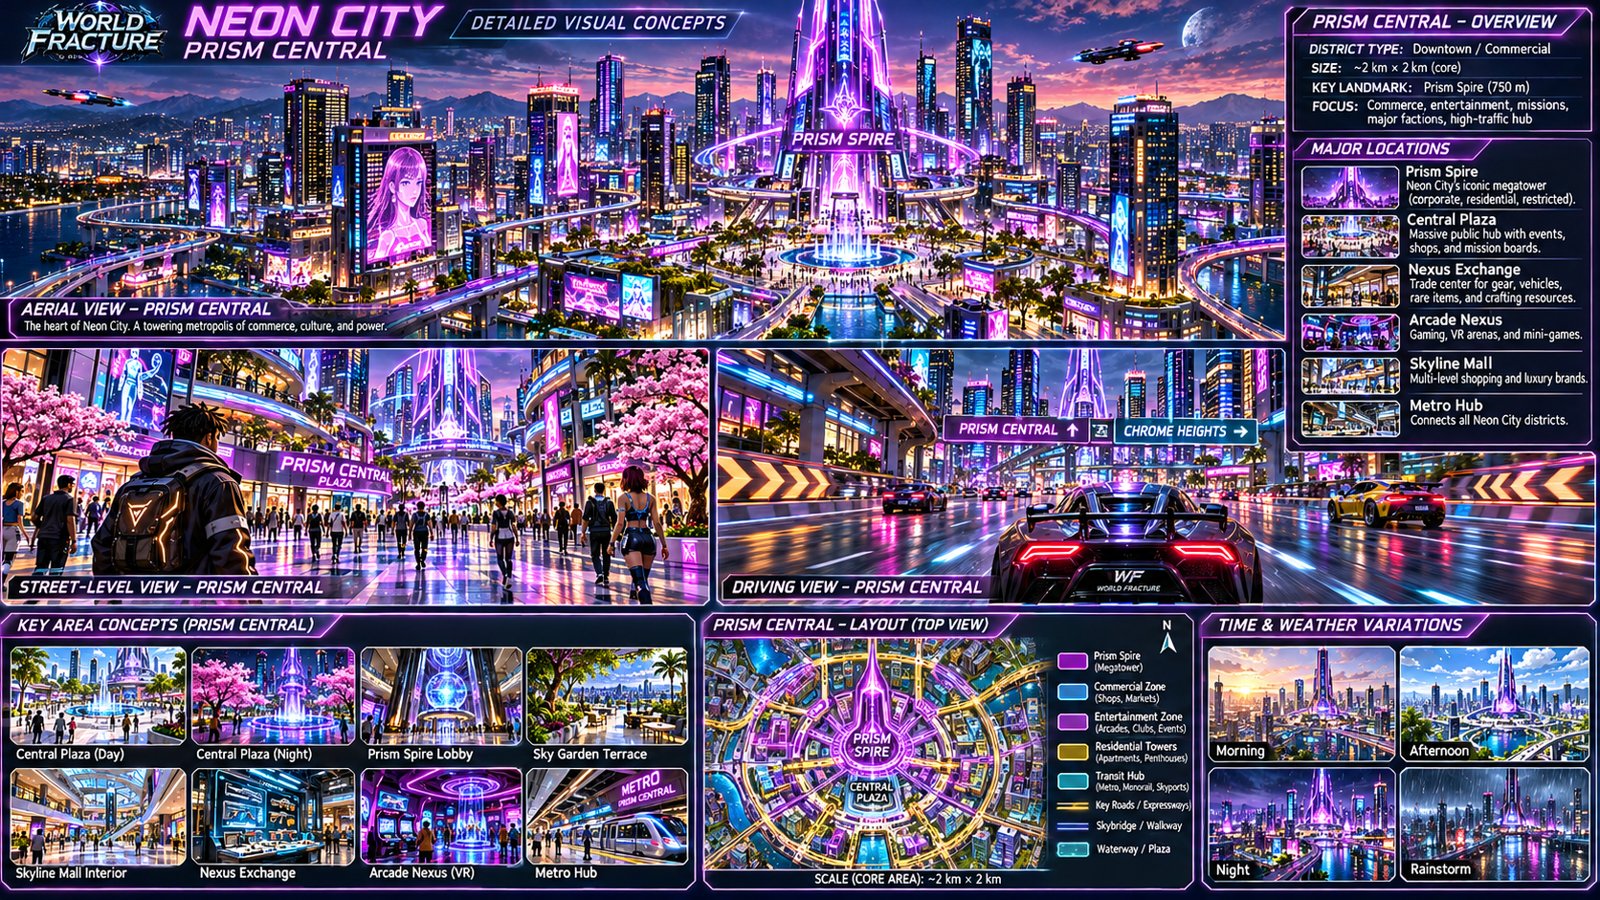 WORLD
FRACTURE
NEON CITY
PRISM CENTRAL
DETAILED VISUAL CONCEPTS
PRISM SPIRE
AERIAL VIEW – PRISM CENTRAL
The heart of Neon City. A towering metropolis of commerce, culture, and power.
PRISM CENTRAL – OVERVIEW
DISTRICT TYPE: Downtown / Commercial
SIZE: ~2 km × 2 km (core)
KEY LANDMARK: Prism Spire (750 m)
FOCUS: Commerce, entertainment, missions,
major factions, high-traffic hub
MAJOR LOCATIONS
Prism Spire
Neon City's iconic megatower
(corporate, residential, restricted).
Central Plaza
Massive public hub with events,
shops, and mission boards.
Nexus Exchange
Trade center for gear, vehicles,
rare items, and crafting resources.
Arcade Nexus
Gaming, VR arenas, and mini-games.
Skyline Mall
Multi-level shopping and luxury brands.
Metro Hub
Connects all Neon City districts.
PRISM CENTRAL
PLAZA
STREET-LEVEL VIEW – PRISM CENTRAL
PRISM CENTRAL ↑
CHROME HEIGHTS →
WF
WORLD FRACTURE
DRIVING VIEW – PRISM CENTRAL
KEY AREA CONCEPTS (PRISM CENTRAL)
Central Plaza (Day)
Central Plaza (Night)
Prism Spire Lobby
Sky Garden Terrace
METRO
PRISM CENTRAL
Skyline Mall Interior
Nexus Exchange
Arcade Nexus (VR)
Metro Hub
PRISM CENTRAL – LAYOUT (TOP VIEW)
N
PRISM
SPIRE
CENTRAL
PLAZA
Prism Spire
(Megatower)
Commercial Zone
(Shops, Markets)
Entertainment Zone
(Arcades, Clubs, Events)
Residential Towers
(Apartments, Penthouses)
Transit Hub
(Metro, Monorail, Skyports)
Key Roads / Expressways
Skybridge / Walkway
Waterway / Plaza
SCALE (CORE AREA): ~2 km × 2 km
TIME & WEATHER VARIATIONS
Morning
Afternoon
Night
Rainstorm